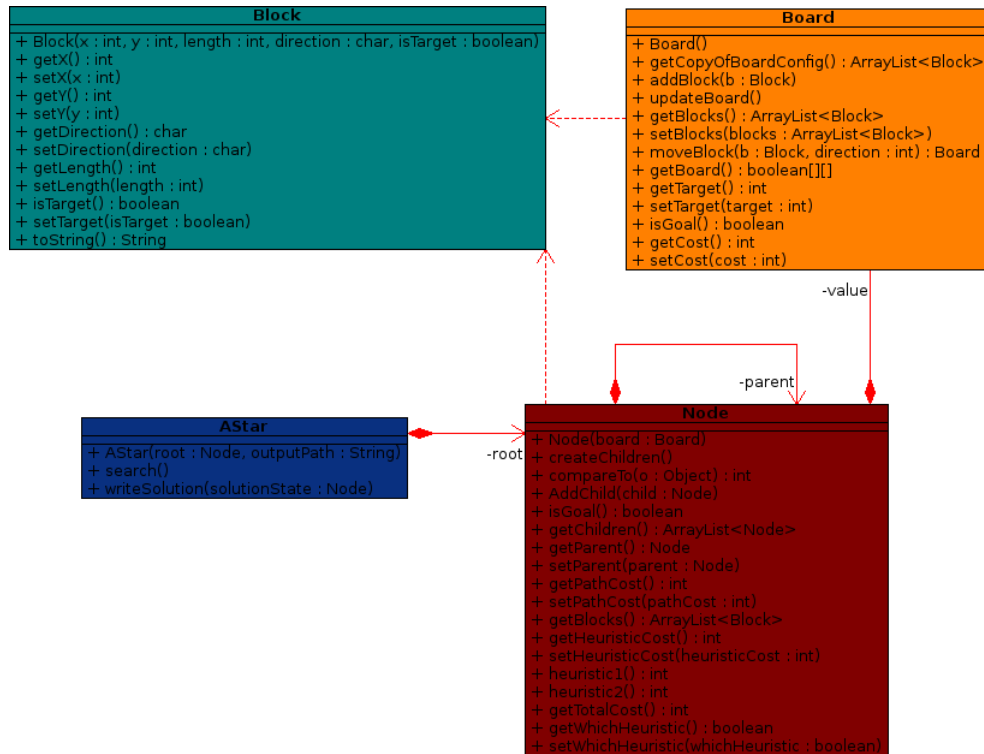 Block
+ Block(x : int, y : int, length : int, direction : char, isTarget : boolean)
+ getX() : int
+ setX(x : int)
+ getY() : int
+ setY(y : int)
+ getDirection() : char
+ setDirection(direction : char)
+ getLength() : int
+ setLength(length : int)
+ isTarget() : boolean
+ setTarget(isTarget : boolean)
+ toString() : String
Board
+ Board()
+ getCopyOfBoardConfig() : ArrayList<Block>
+ addBlock(b : Block)
+ updateBoard()
+ getBlocks() : ArrayList<Block>
+ setBlocks(blocks : ArrayList<Block>)
+ moveBlock(b : Block, direction : int) : Board
+ getBoard() : boolean[][]
+ getTarget() : int
+ setTarget(target : int)
+ isGoal() : boolean
+ getCost() : int
+ setCost(cost : int)
-value
-parent
AStar
+ AStar(root : Node, outputPath : String)
+ search()
+ writeSolution(solutionState : Node)
-root
Node
+ Node(board : Board)
+ createChildren()
+ compareTo(o : Object) : int
+ AddChild(child : Node)
+ isGoal() : boolean
+ getChildren() : ArrayList<Node>
+ getParent() : Node
+ setParent(parent : Node)
+ getPathCost() : int
+ setPathCost(pathCost : int)
+ getBlocks() : ArrayList<Block>
+ getHeuristicCost() : int
+ setHeuristicCost(heuristicCost : int)
+ heuristic1() : int
+ heuristic2() : int
+ getTotalCost() : int
+ getWhichHeuristic() : boolean
+ setWhichHeuristic(whichHeuristic : boolean)